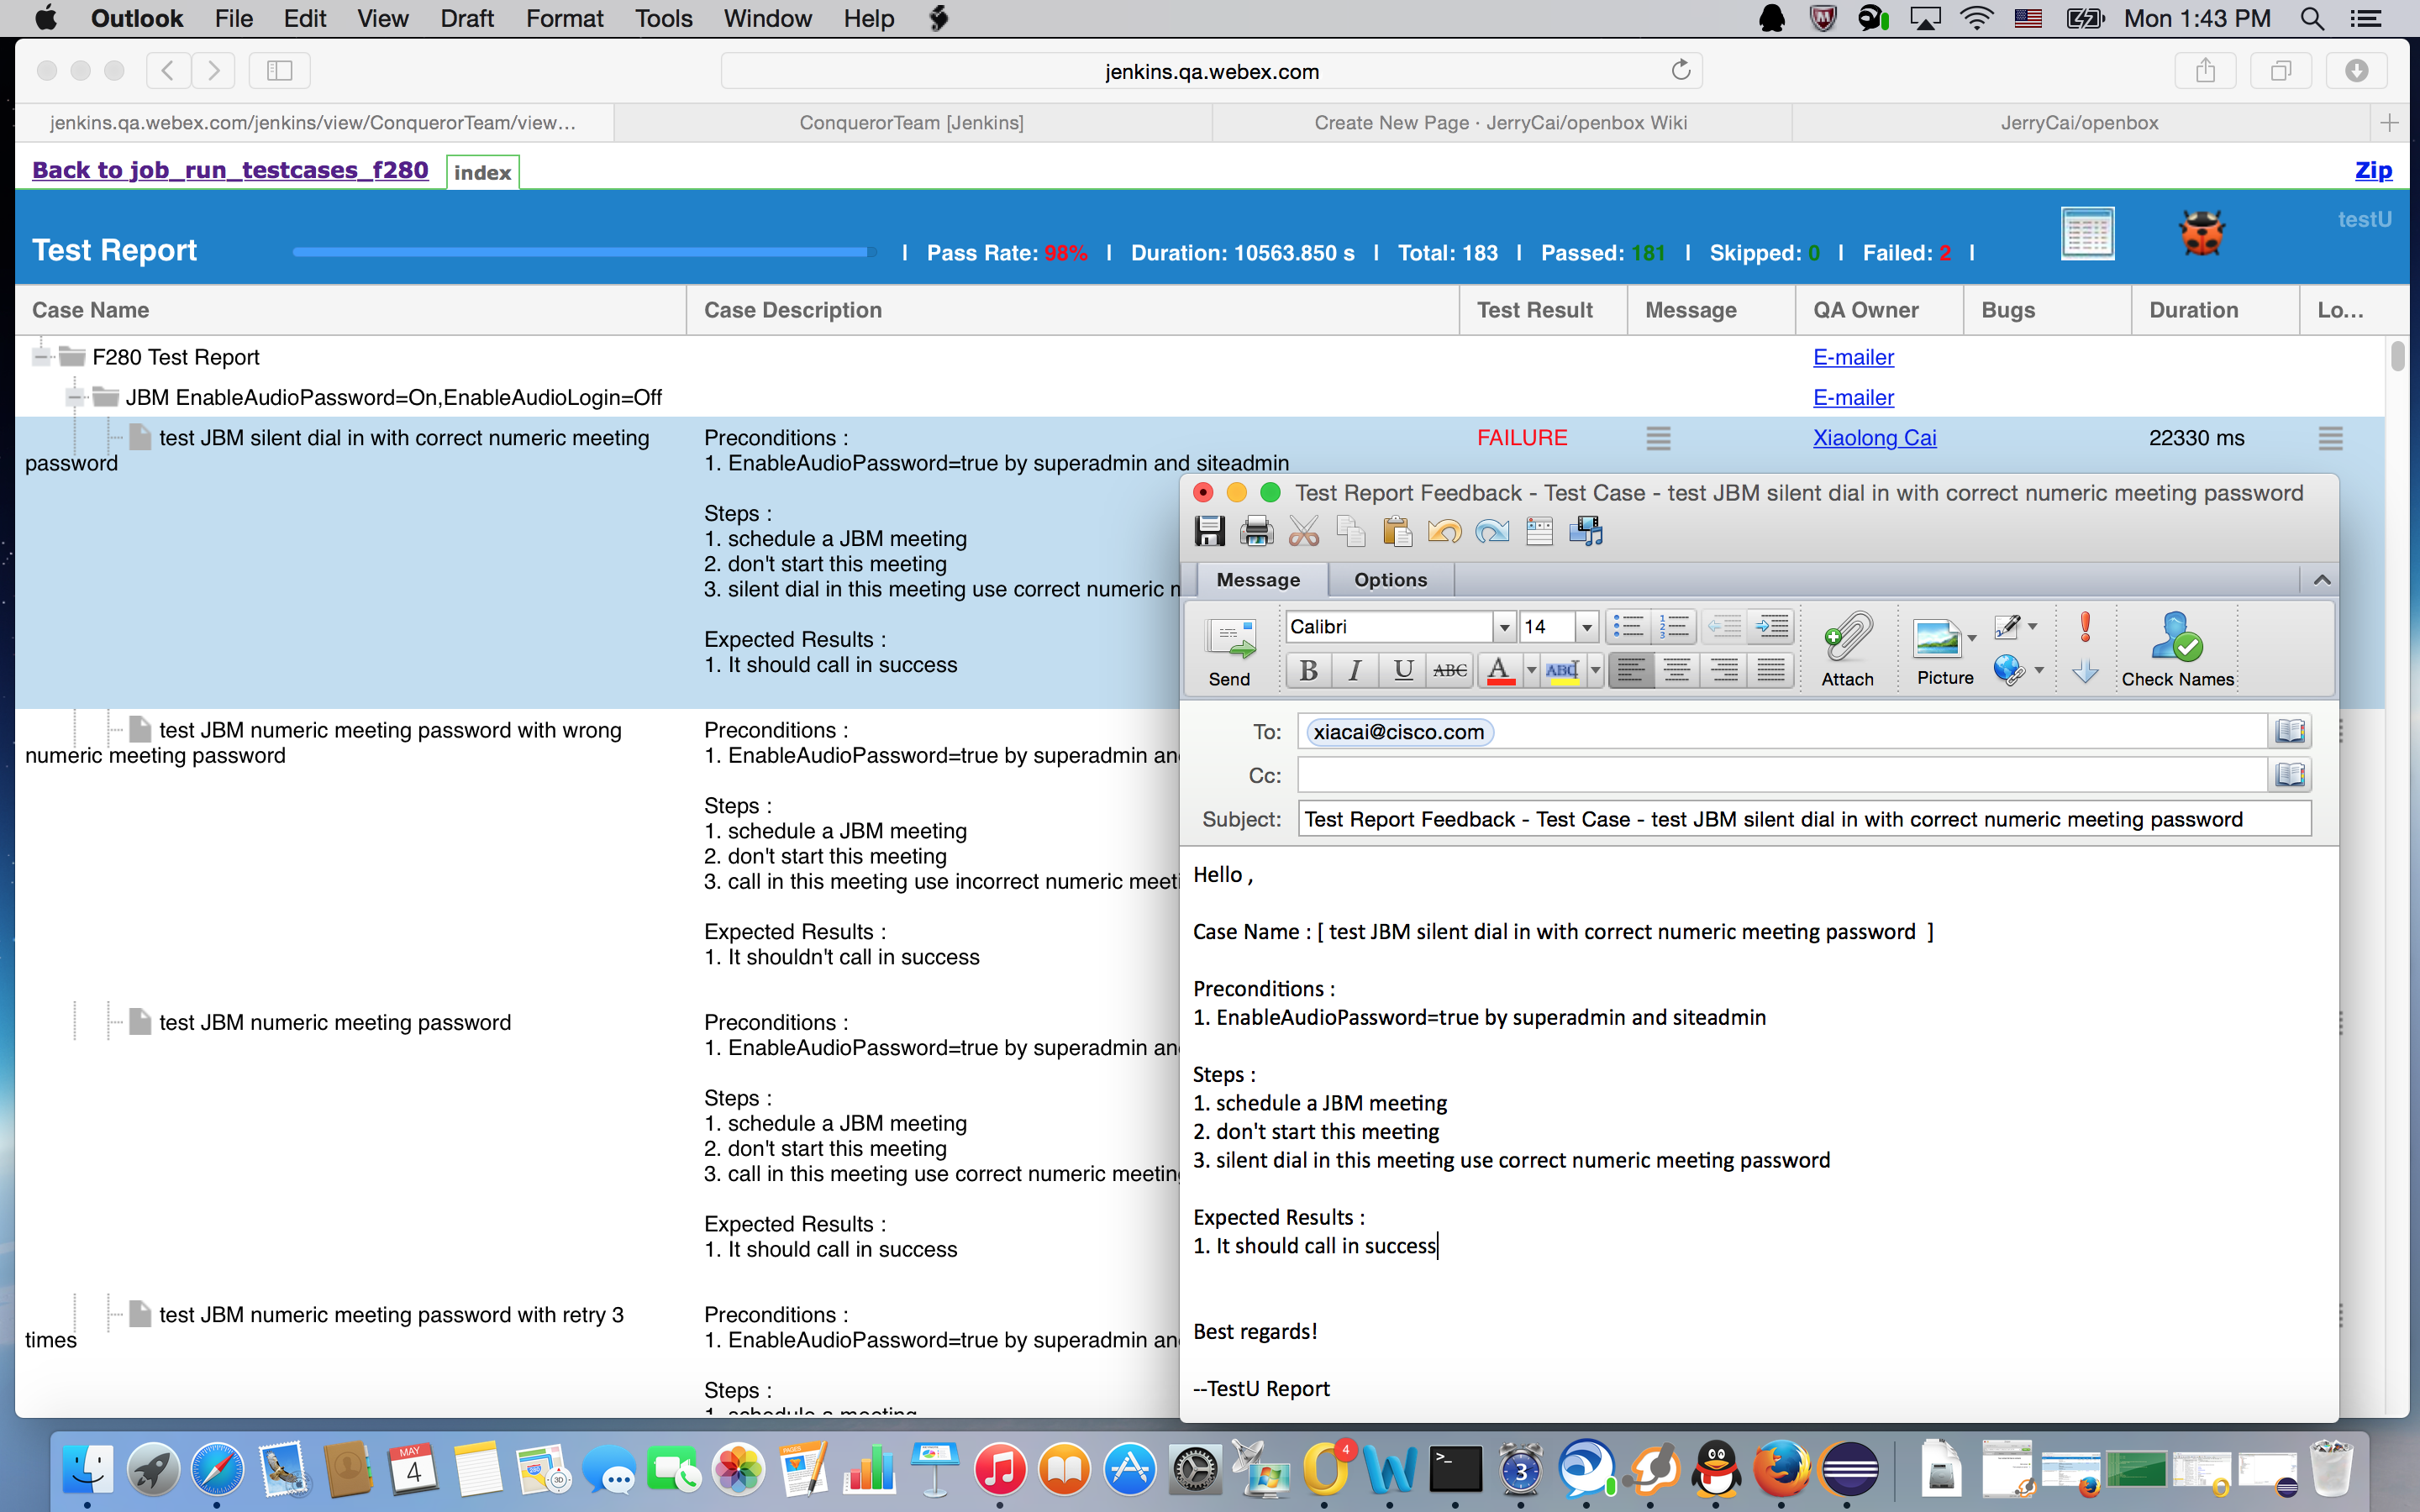 Outlook File Edit View Draft Format Tools Window Help Mon 1:43 PM
jenkins.qa.webex.com
jenkins.qa.webex.com/jenkins/view/ConquerorTeam/view… ConquerorTeam [Jenkins] Create New Page · JerryCai/openbox Wiki JerryCai/openbox
Back to job_run_testcases_f280 index Zip
testU
Test Report | Pass Rate: 98% | Duration: 10563.850 s | Total: 183 | Passed: 181 | Skipped: 0 | Failed: 2 |
Case Name Case Description Test Result Message QA Owner Bugs Duration Lo…
F280 Test Report E-mailer
JBM EnableAudioPassword=On,EnableAudioLogin=Off E-mailer
test JBM silent dial in with correct numeric meeting Preconditions : FAILURE Xiaolong Cai 22330 ms
password 1. EnableAudioPassword=true by superadmin and siteadmin
Steps :
1. schedule a JBM meeting
2. don't start this meeting
3. silent dial in this meeting use correct numeric
Expected Results :
1. It should call in success
test JBM numeric meeting password with wrong Preconditions :
numeric meeting password 1. EnableAudioPassword=true by superadmin
Steps :
1. schedule a JBM meeting
2. don't start this meeting
3. call in this meeting use incorrect numeric
Expected Results :
1. It shouldn't call in success
test JBM numeric meeting password Preconditions :
1. EnableAudioPassword=true by superadmin
Steps :
1. schedule a JBM meeting
2. don't start this meeting
3. call in this meeting use correct numeric meeting
Expected Results :
1. It should call in success
test JBM numeric meeting password with retry 3 Preconditions :
times 1. EnableAudioPassword=true by superadmin
Steps :
Test Report Feedback - Test Case - test JBM silent dial in with correct numeric meeting password
Message Options
Calibri 14
B I U ABC A ABC
Send Attach Picture Check Names
To: xiacai@cisco.com
Cc:
Subject: Test Report Feedback - Test Case - test JBM silent dial in with correct numeric meeting password
Hello ,
Case Name : [ test JBM silent dial in with correct numeric meeting password ]
Preconditions :
1. EnableAudioPassword=true by superadmin and siteadmin
Steps :
1. schedule a JBM meeting
2. don't start this meeting
3. silent dial in this meeting use correct numeric meeting password
Expected Results :
1. It should call in success
Best regards!
--TestU Report
MAY
4
PAGES
3D
4
3